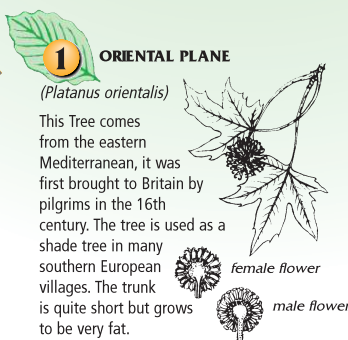 1 ORIENTAL PLANE
(Platanus orientalis)
This Tree comes
from the eastern
Mediterranean, it was
first brought to Britain by
pilgrims in the 16th
century. The tree is used as a
shade tree in many
southern European
villages. The trunk
is quite short but grows
to be very fat.
female flower
male flower